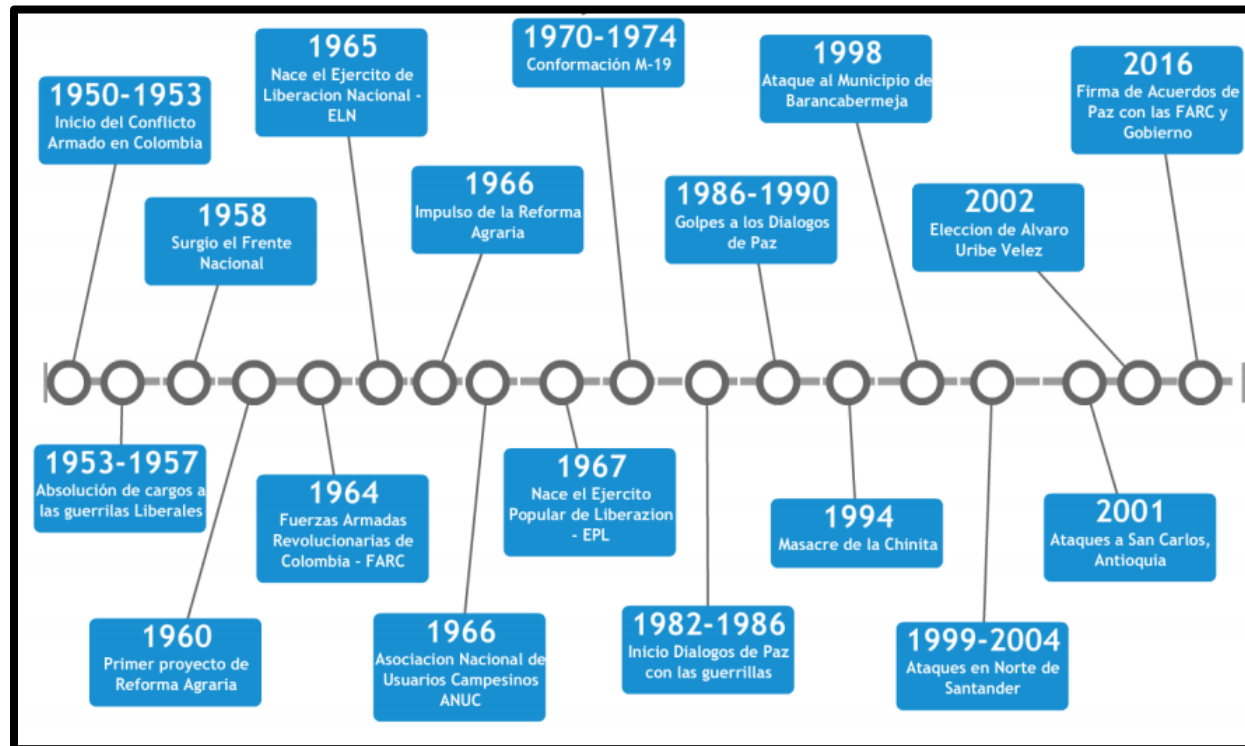 1950-1953
Inicio del Conflicto
Armado en Colombia
1953-1957
Absolución de cargos a
las guerrilas Liberales
1958
Surgio el Frente
Nacional
1960
Primer proyecto de
Reforma Agraria
1964
Fuerzas Armadas
Revolucionarias de
Colombia - FARC
1965
Nace el Ejercito de
Liberacion Nacional -
ELN
1966
Impulso de la Reforma
Agraria
1966
Asociacion Nacional de
Usuarios Campesinos
ANUC
1967
Nace el Ejercito
Popular de Liberazion
- EPL
1970-1974
Conformación M-19
1982-1986
Inicio Dialogos de Paz
con las guerrillas
1986-1990
Golpes a los Dialogos
de Paz
1994
Masacre de la Chinita
1998
Ataque al Municipio de
Barancabermeja
1999-2004
Ataques en Norte de
Santander
2001
Ataques a San Carlos,
Antioquia
2002
Eleccion de Alvaro
Uribe Velez
2016
Firma de Acuerdos de
Paz con las FARC y
Gobierno